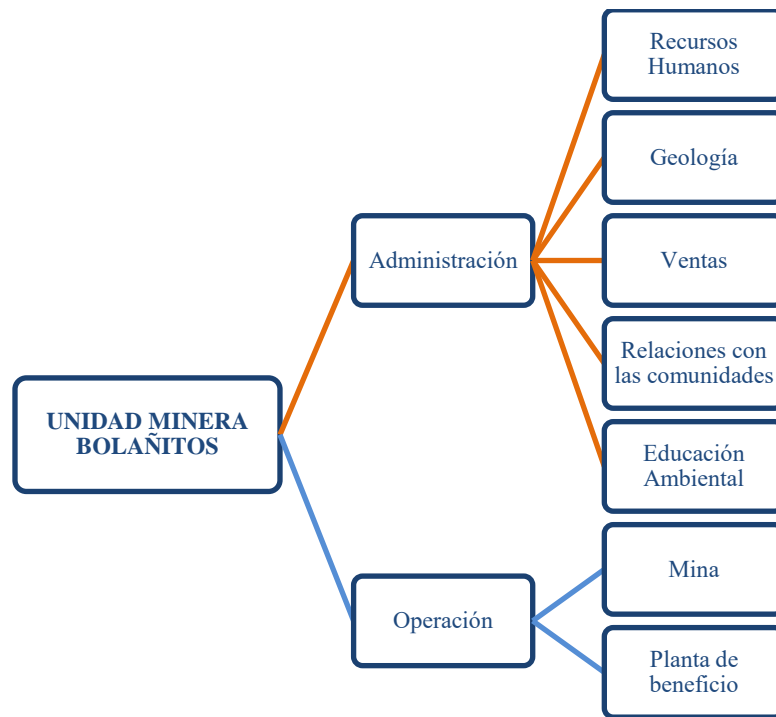 Recursos
Humanos
Geología
Administración
Ventas
Relaciones con
las comunidades
UNIDAD MINERA
BOLAÑITOS
Educación
Ambiental
Mina
Operación
Planta de
beneficio